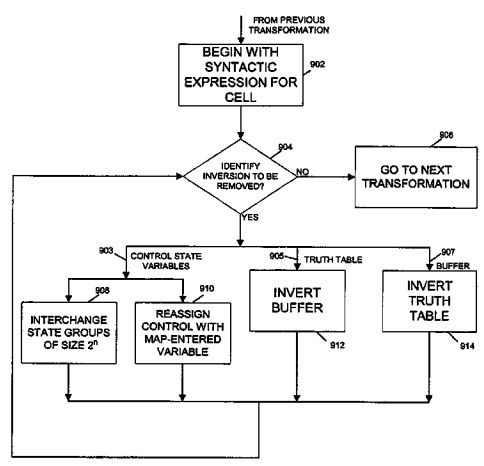 FROM PREVIOUS
TRANSFORMATION
BEGIN WITH
SYNTACTIC
EXPRESSION FOR
CELL
902
904
IDENTIFY
INVERSION TO BE
REMOVED?
NO
906
GO TO NEXT
TRANSFORMATION
YES
903
CONTROL STATE
VARIABLES
905
TRUTH TABLE
907
BUFFER
908
INTERCHANGE
STATE GROUPS
OF SIZE 2ⁿ
910
REASSIGN
CONTROL WITH
MAP-ENTERED
VARIABLE
INVERT
BUFFER
912
INVERT
TRUTH
TABLE
914